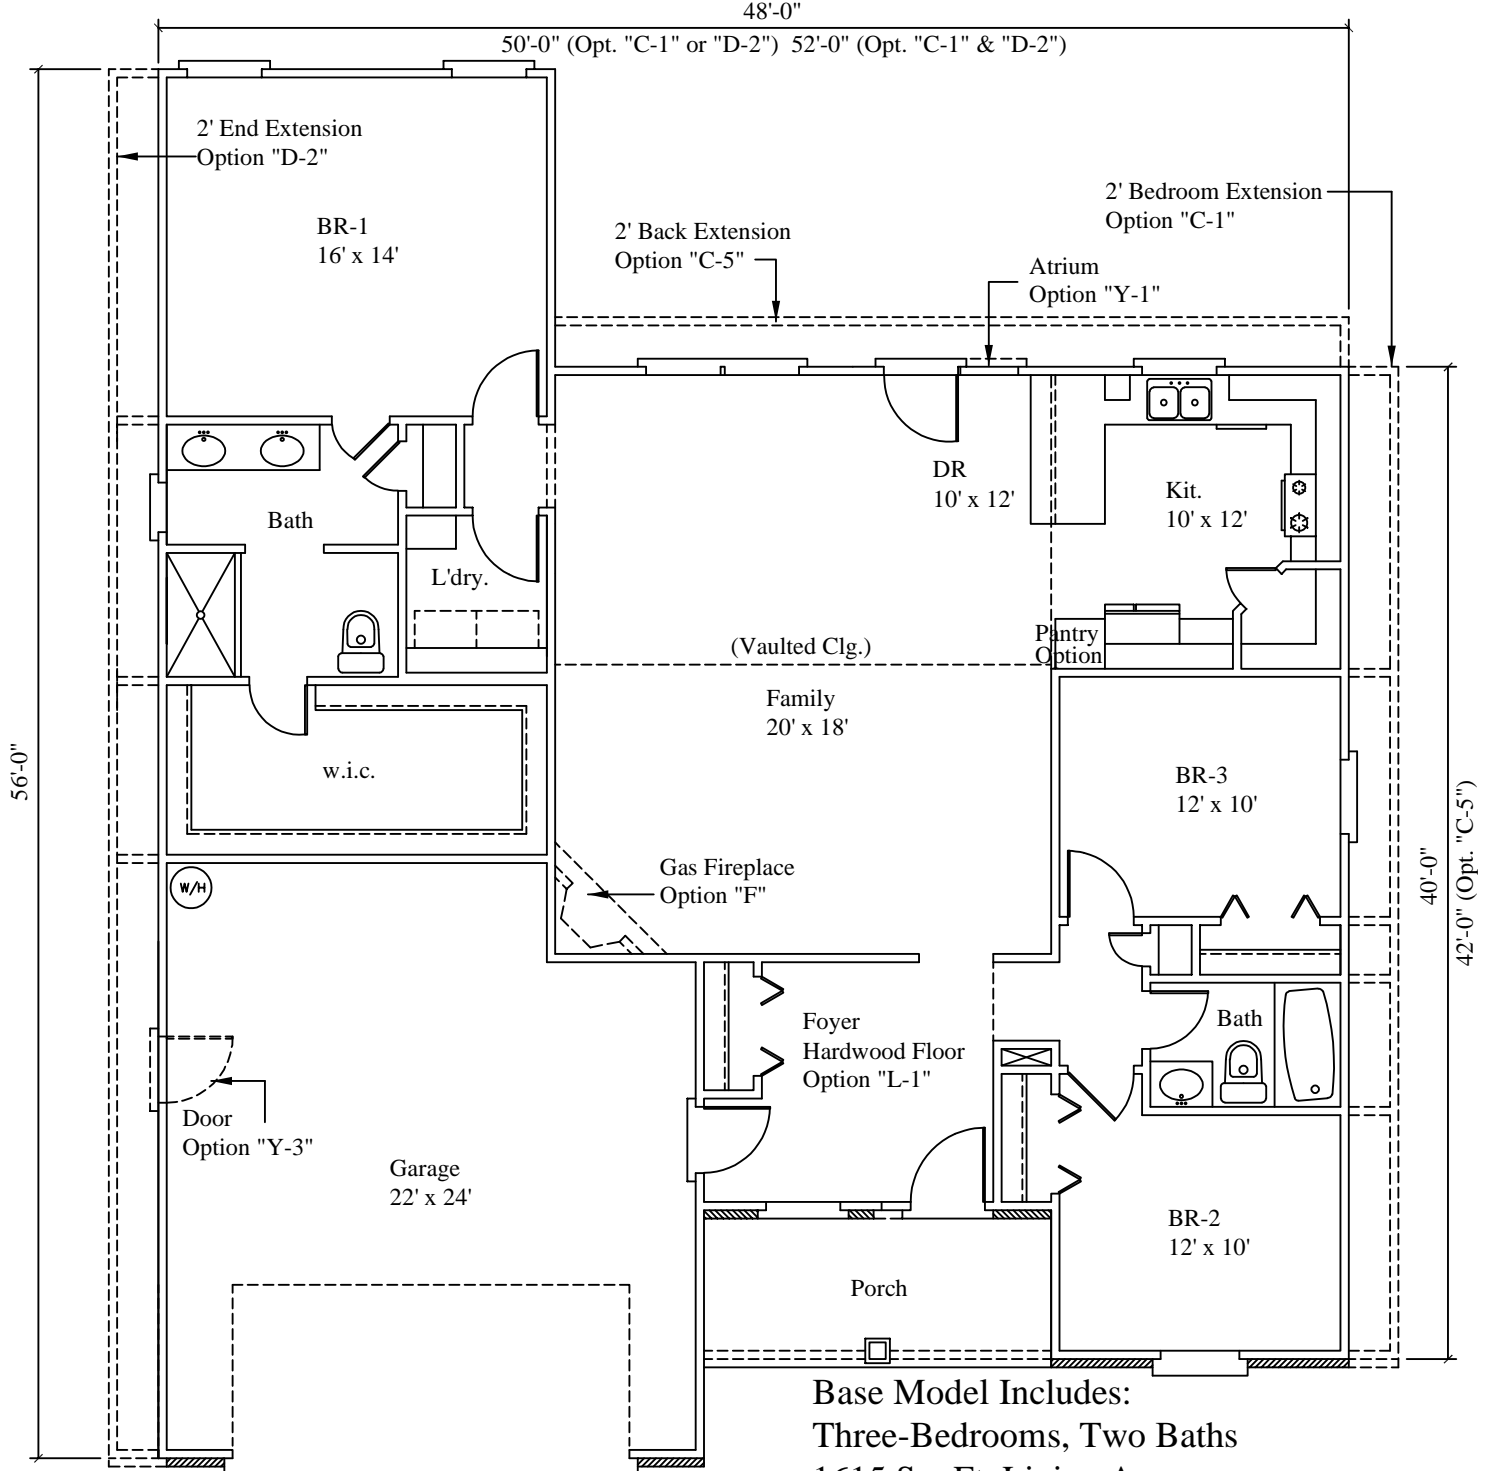 48'-0"
50'-0" (Opt. "C-1" or "D-2") 52'-0" (Opt. "C-1" & "D-2")
2' End Extension
Option "D-2"
BR-1
16' x 14'
2' Back Extension
Option "C-5"
2' Bedroom Extension
Option "C-1"
Atrium
Option "Y-1"
DR
10' x 12'
Kit.
10' x 12'
Bath
L'dry.
(Vaulted Clg.)
Pantry
Option
Family
20' x 18'
w.i.c.
56'-0"
BR-3
12' x 10'
40'-0"
42'-0" (Opt. "C-5")
W/H
Gas Fireplace
Option "F"
Foyer
Hardwood Floor
Option "L-1"
Bath
Door
Option "Y-3"
Garage
22' x 24'
BR-2
12' x 10'
Porch
Base Model Includes:
Three-Bedrooms, Two Baths
1615 Sq. Ft. Living